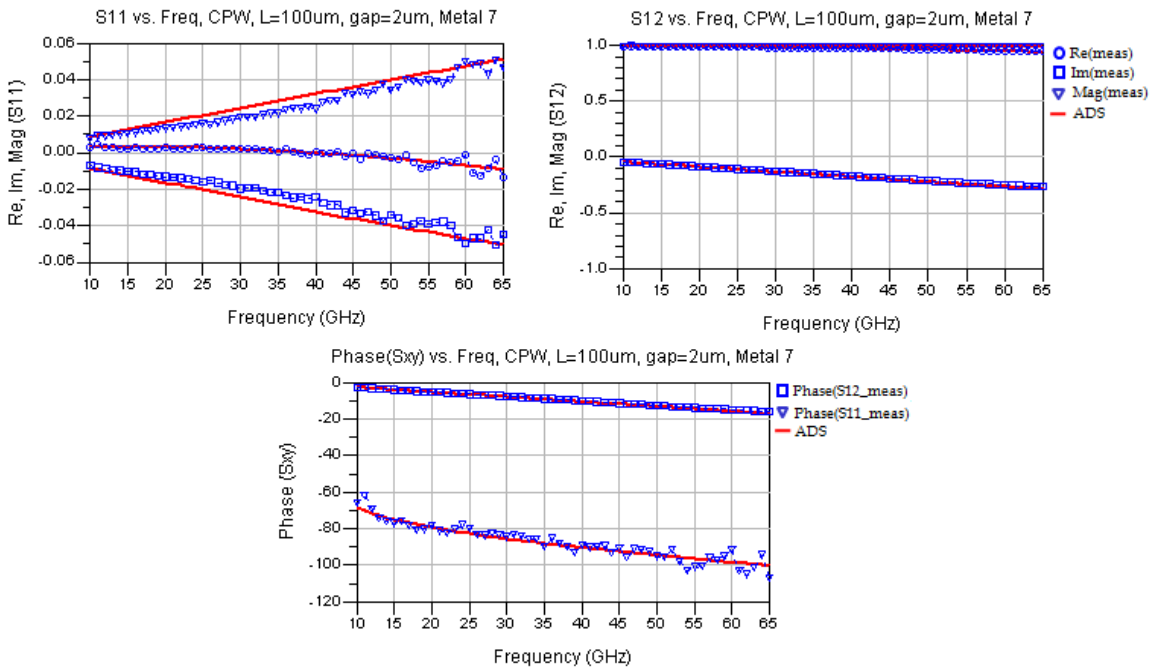 S11 vs. Freq, CPW, L=100um, gap=2um, Metal 7
Re, Im, Mag (S11)
0.06
0.04
0.02
0.00
-0.02
-0.04
-0.06
10 15 20 25 30 35 40 45 50 55 60 65
Frequency (GHz)
S12 vs. Freq, CPW, L=100um, gap=2um, Metal 7
Re, Im, Mag (S12)
1.0
0.5
0.0
-0.5
-1.0
10 15 20 25 30 35 40 45 50 55 60 65
Frequency (GHz)
Re(meas)
Im(meas)
Mag(meas)
ADS
Phase(Sxy) vs. Freq, CPW, L=100um, gap=2um, Metal 7
Phase (Sxy)
0
-20
-40
-60
-80
-100
-120
10 15 20 25 30 35 40 45 50 55 60 65
Frequency (GHz)
Phase(S12_meas)
Phase(S11_meas)
ADS